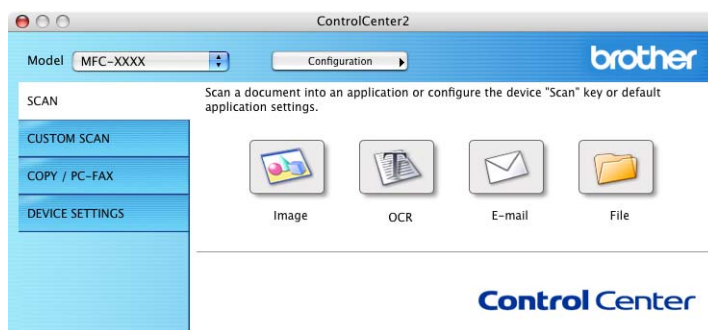 ControlCenter2
Model MFC-XXXX Configuration brother
SCAN
CUSTOM SCAN
COPY / PC-FAX
DEVICE SETTINGS
Scan a document into an application or configure the device "Scan" key or default
application settings.
Image OCR E-mail File
Control Center